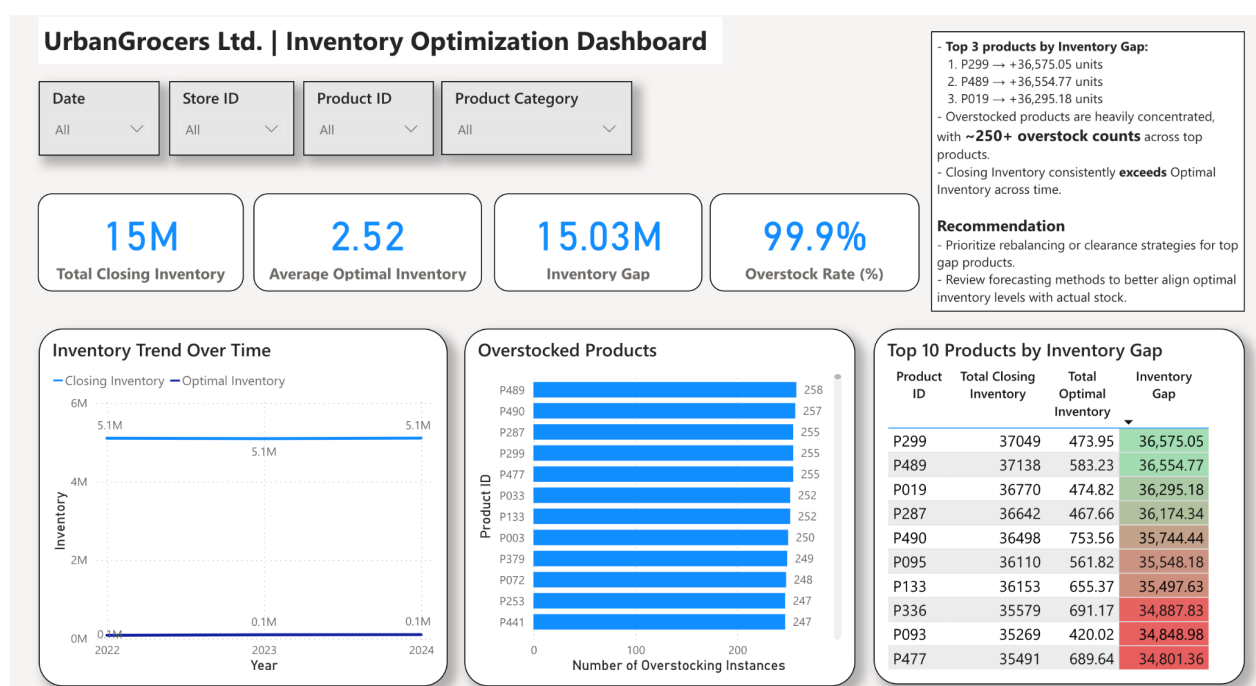 UrbanGrocers Ltd. | Inventory Optimization Dashboard
Date
All
Store ID
All
Product ID
All
Product Category
All
- Top 3 products by Inventory Gap:
1. P299 → +36,575.05 units
2. P489 → +36,554.77 units
3. P019 → +36,295.18 units
- Overstocked products are heavily concentrated,
with ~250+ overstock counts across top
products.
- Closing Inventory consistently exceeds Optimal
Inventory across time.
Recommendation
- Prioritize rebalancing or clearance strategies for top
gap products.
- Review forecasting methods to better align optimal
inventory levels with actual stock.
15M
Total Closing Inventory
2.52
Average Optimal Inventory
15.03M
Inventory Gap
99.9%
Overstock Rate (%)
Inventory Trend Over Time
Closing Inventory Optimal Inventory
6M
4M
2M
0M
Inventory
5.1M
5.1M
5.1M
0.1M
0.1M
0.1M
2022 2023 2024
Year
Overstocked Products
Product ID
P489 258
P490 257
P287 255
P299 255
P477 255
P033 252
P133 252
P003 250
P379 249
P072 248
P253 247
P441 247
0 100 200
Number of Overstocking Instances
Top 10 Products by Inventory Gap
Product Total Closing Total Inventory
ID Inventory Optimal Gap
Inventory
P299 37049 473.95 36,575.05
P489 37138 583.23 36,554.77
P019 36770 474.82 36,295.18
P287 36642 467.66 36,174.34
P490 36498 753.56 35,744.44
P095 36110 561.82 35,548.18
P133 36153 655.37 35,497.63
P336 35579 691.17 34,887.83
P093 35269 420.02 34,848.98
P477 35491 689.64 34,801.36